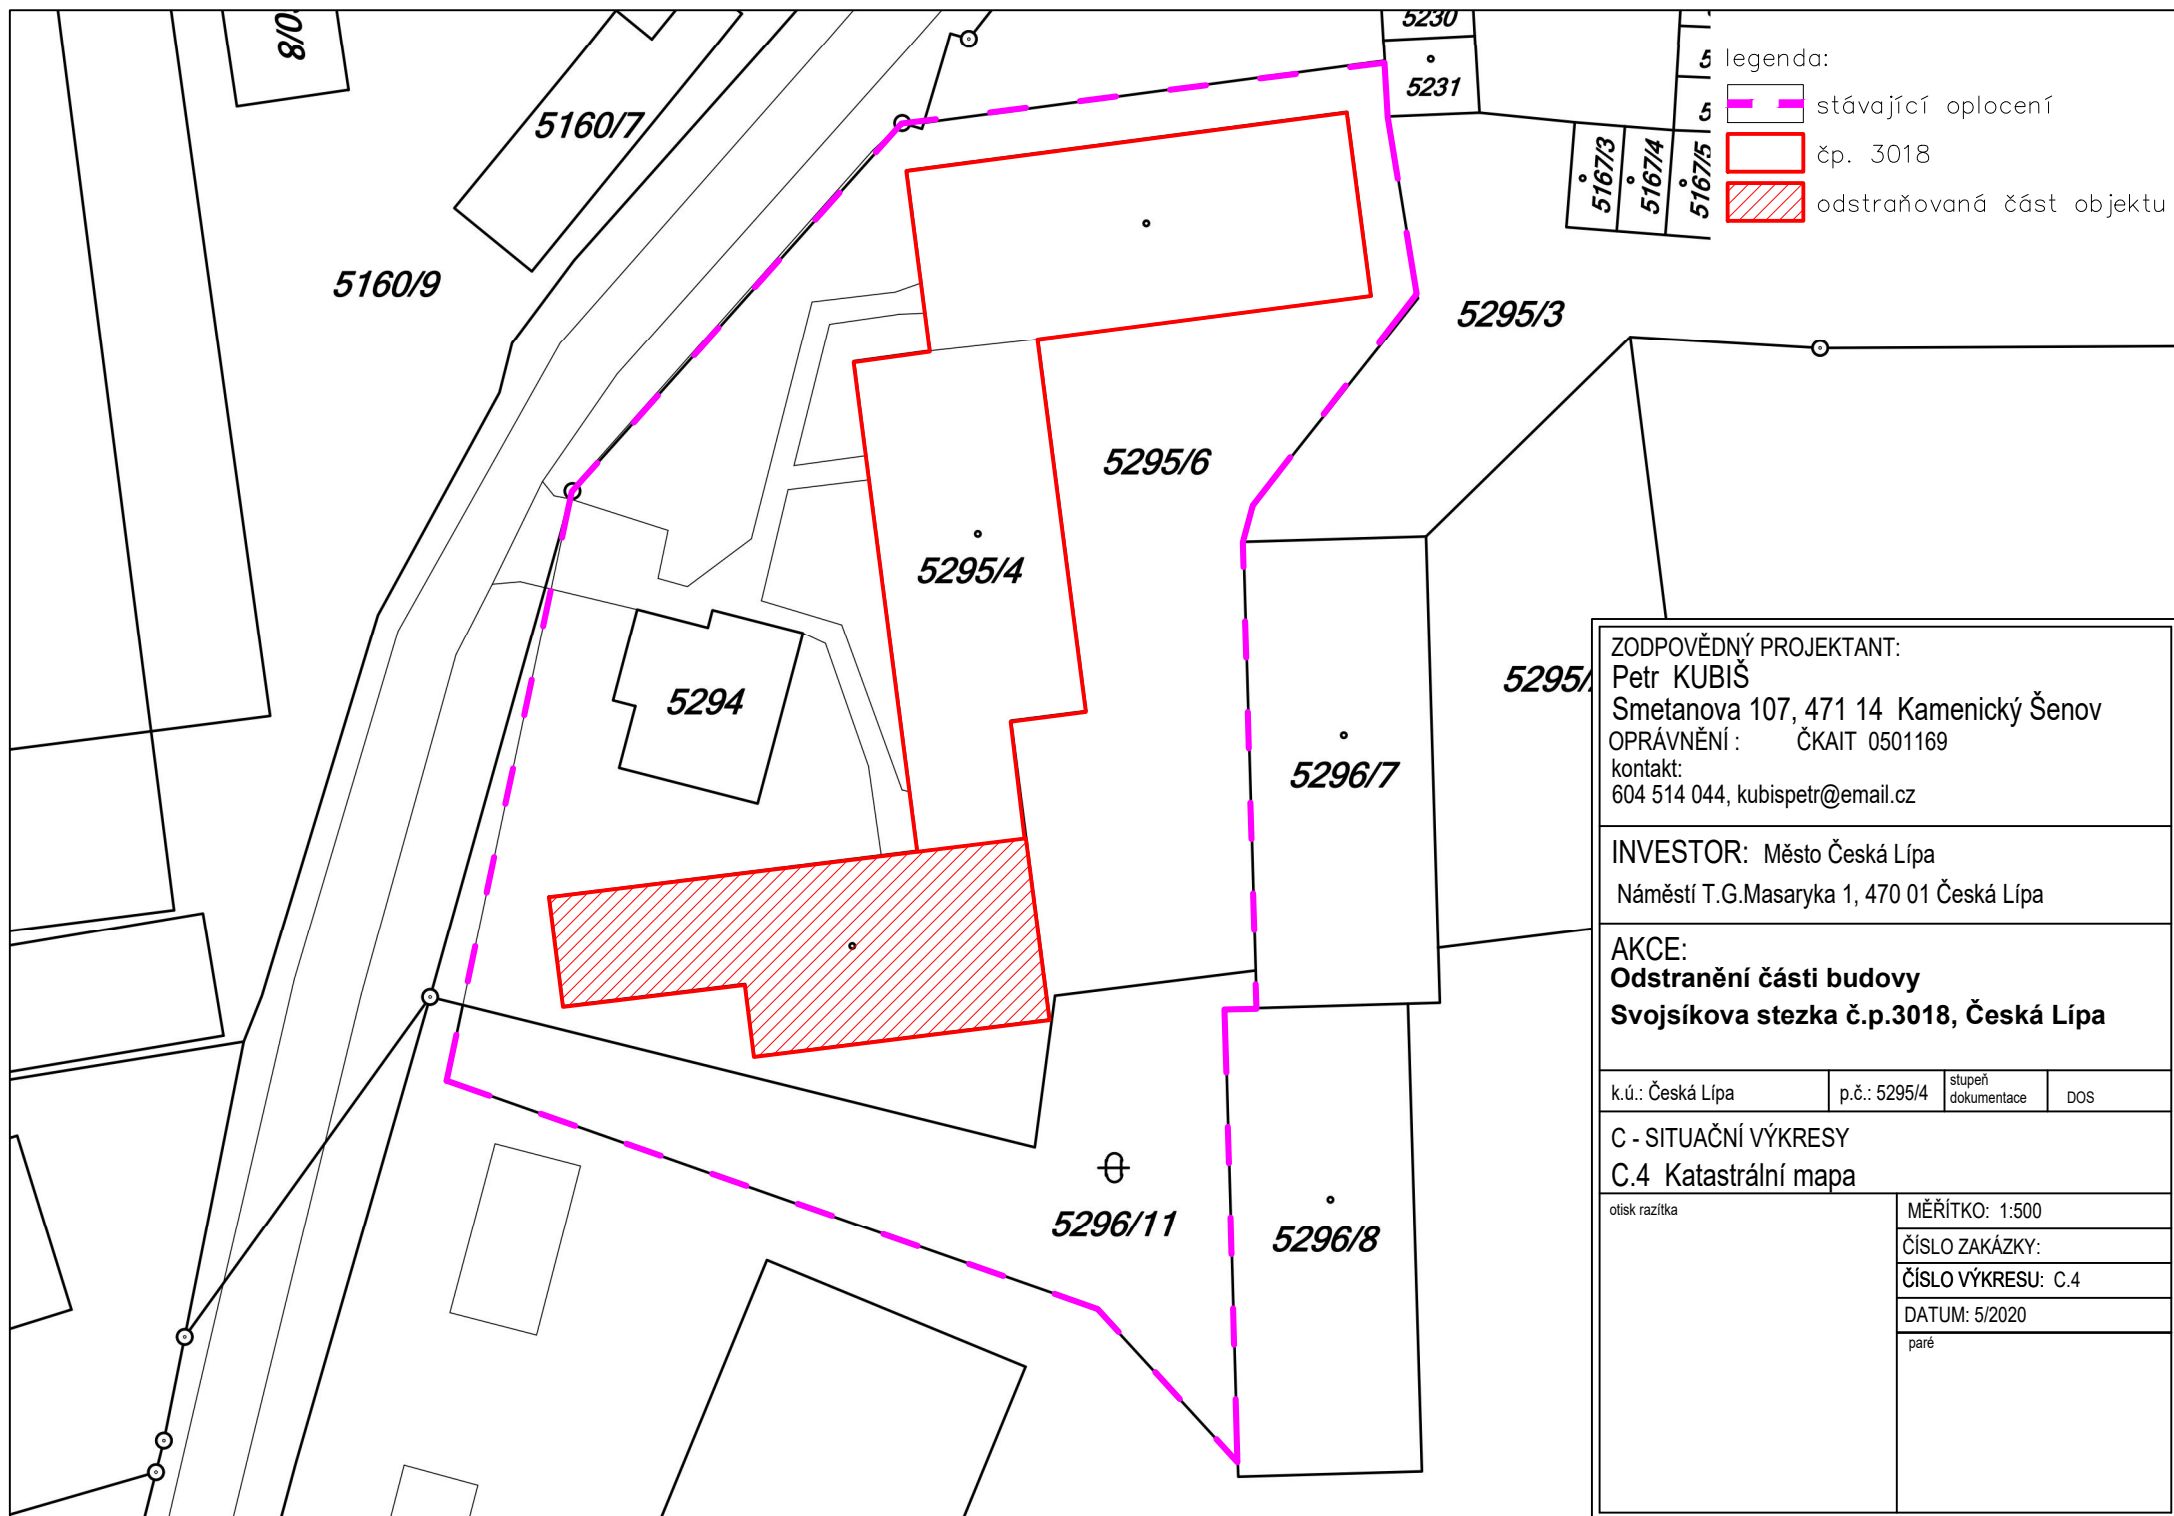 5230
5231
5
5
5167/3
5167/4
5167/5
legenda:
stávající oplocení
čp. 3018
odstraňovaná část objektu
5160/7
5160/9
5295/3
5295/6
5295/4
5294
5295/
5296/7
5296/11
5296/8
ZODPOVĚDNÝ PROJEKTANT:
Petr KUBIŠ
Smetanova 107, 471 14 Kamenický Šenov
OPRÁVNĚNÍ : ČKAIT 0501169
kontakt:
604 514 044, kubispetr@email.cz
INVESTOR: Město Česká Lípa
Náměstí T.G.Masaryka 1, 470 01 Česká Lípa
AKCE:
Odstranění části budovy
Svojsíkova stezka č.p.3018, Česká Lípa
k.ú.: Česká Lípa
p.č.: 5295/4
stupeň
dokumentace
DOS
C - SITUAČNÍ VÝKRESY
C.4 Katastrální mapa
otisk razítka
MĚŘÍTKO: 1:500
ČÍSLO ZAKÁZKY:
ČÍSLO VÝKRESU: C.4
DATUM: 5/2020
paré